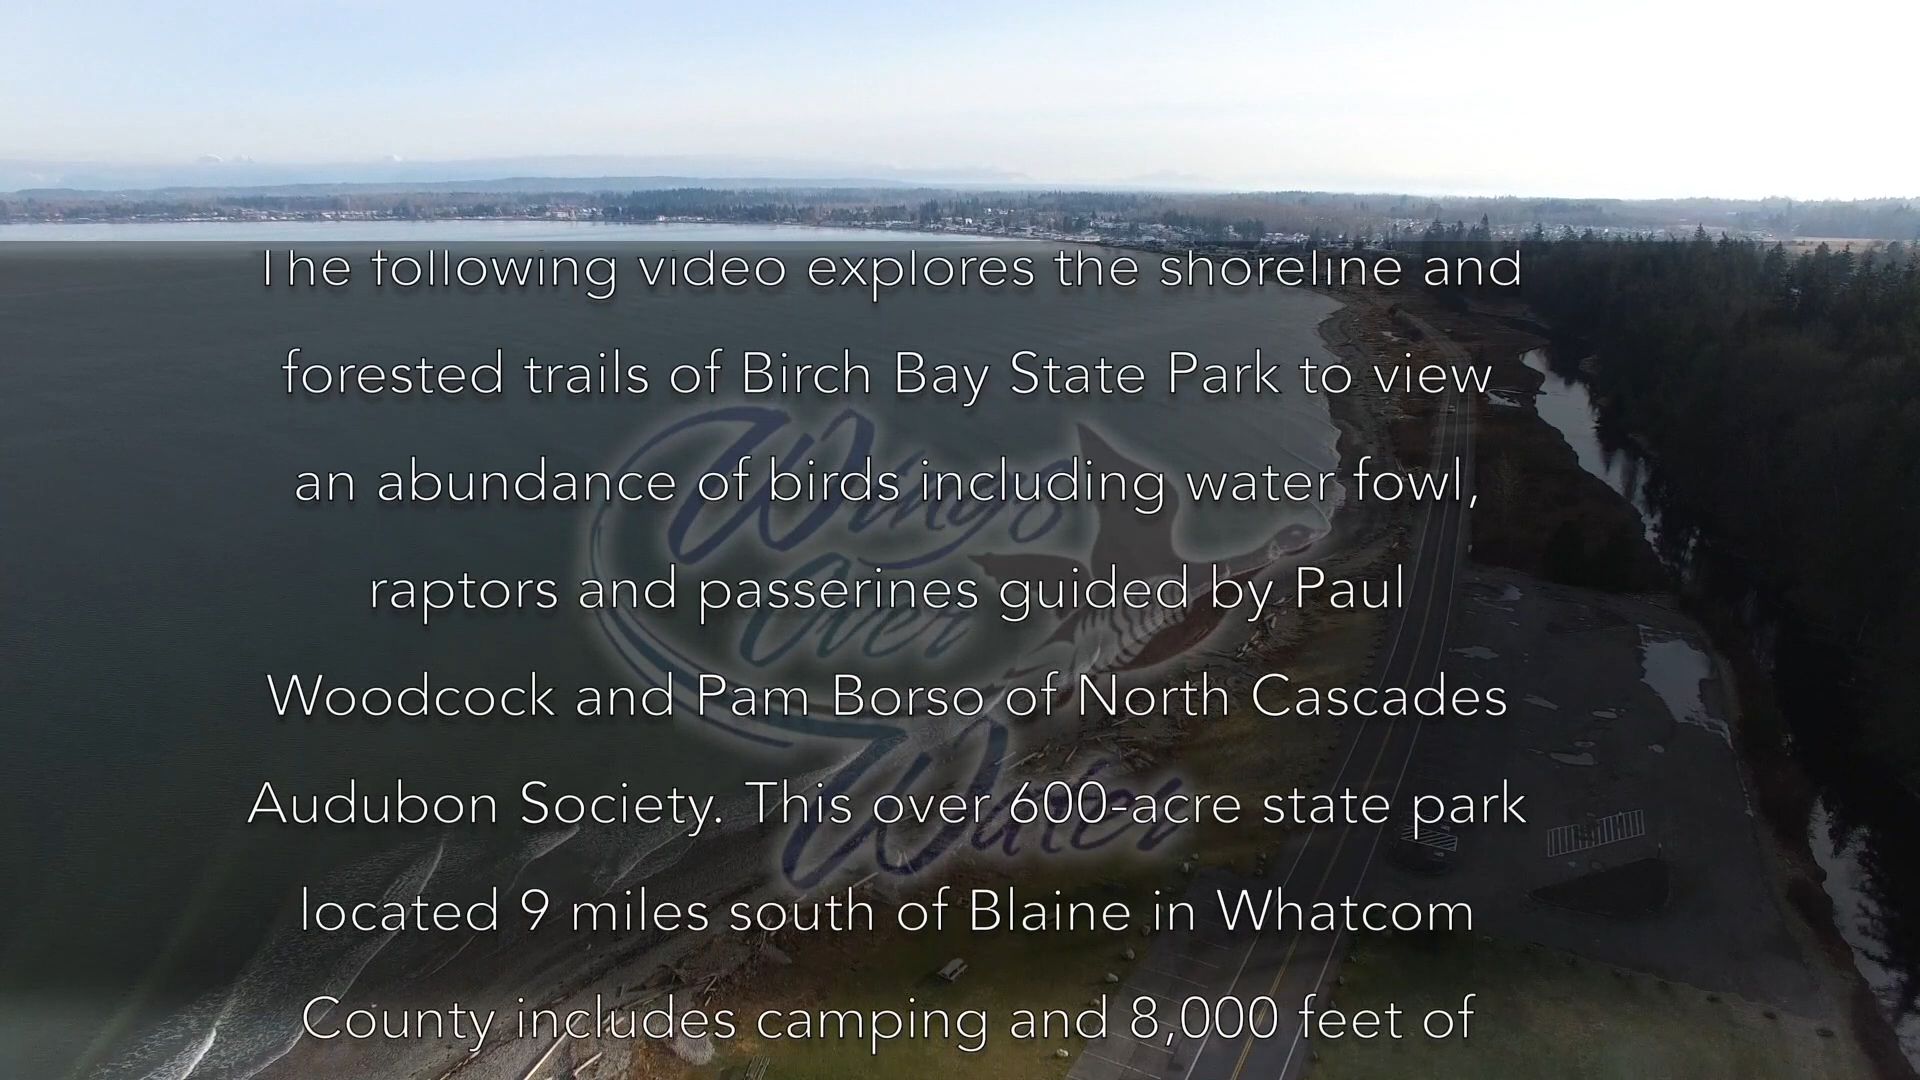 The following video explores the shoreline and
forested trails of Birch Bay State Park to view
an abundance of birds including water fowl,
raptors and passerines guided by Paul
Woodcock and Pam Borso of North Cascades
Audubon Society. This over 600-acre state park
located 9 miles south of Blaine in Whatcom
County includes camping and 8,000 feet of
Wings
Over
Water